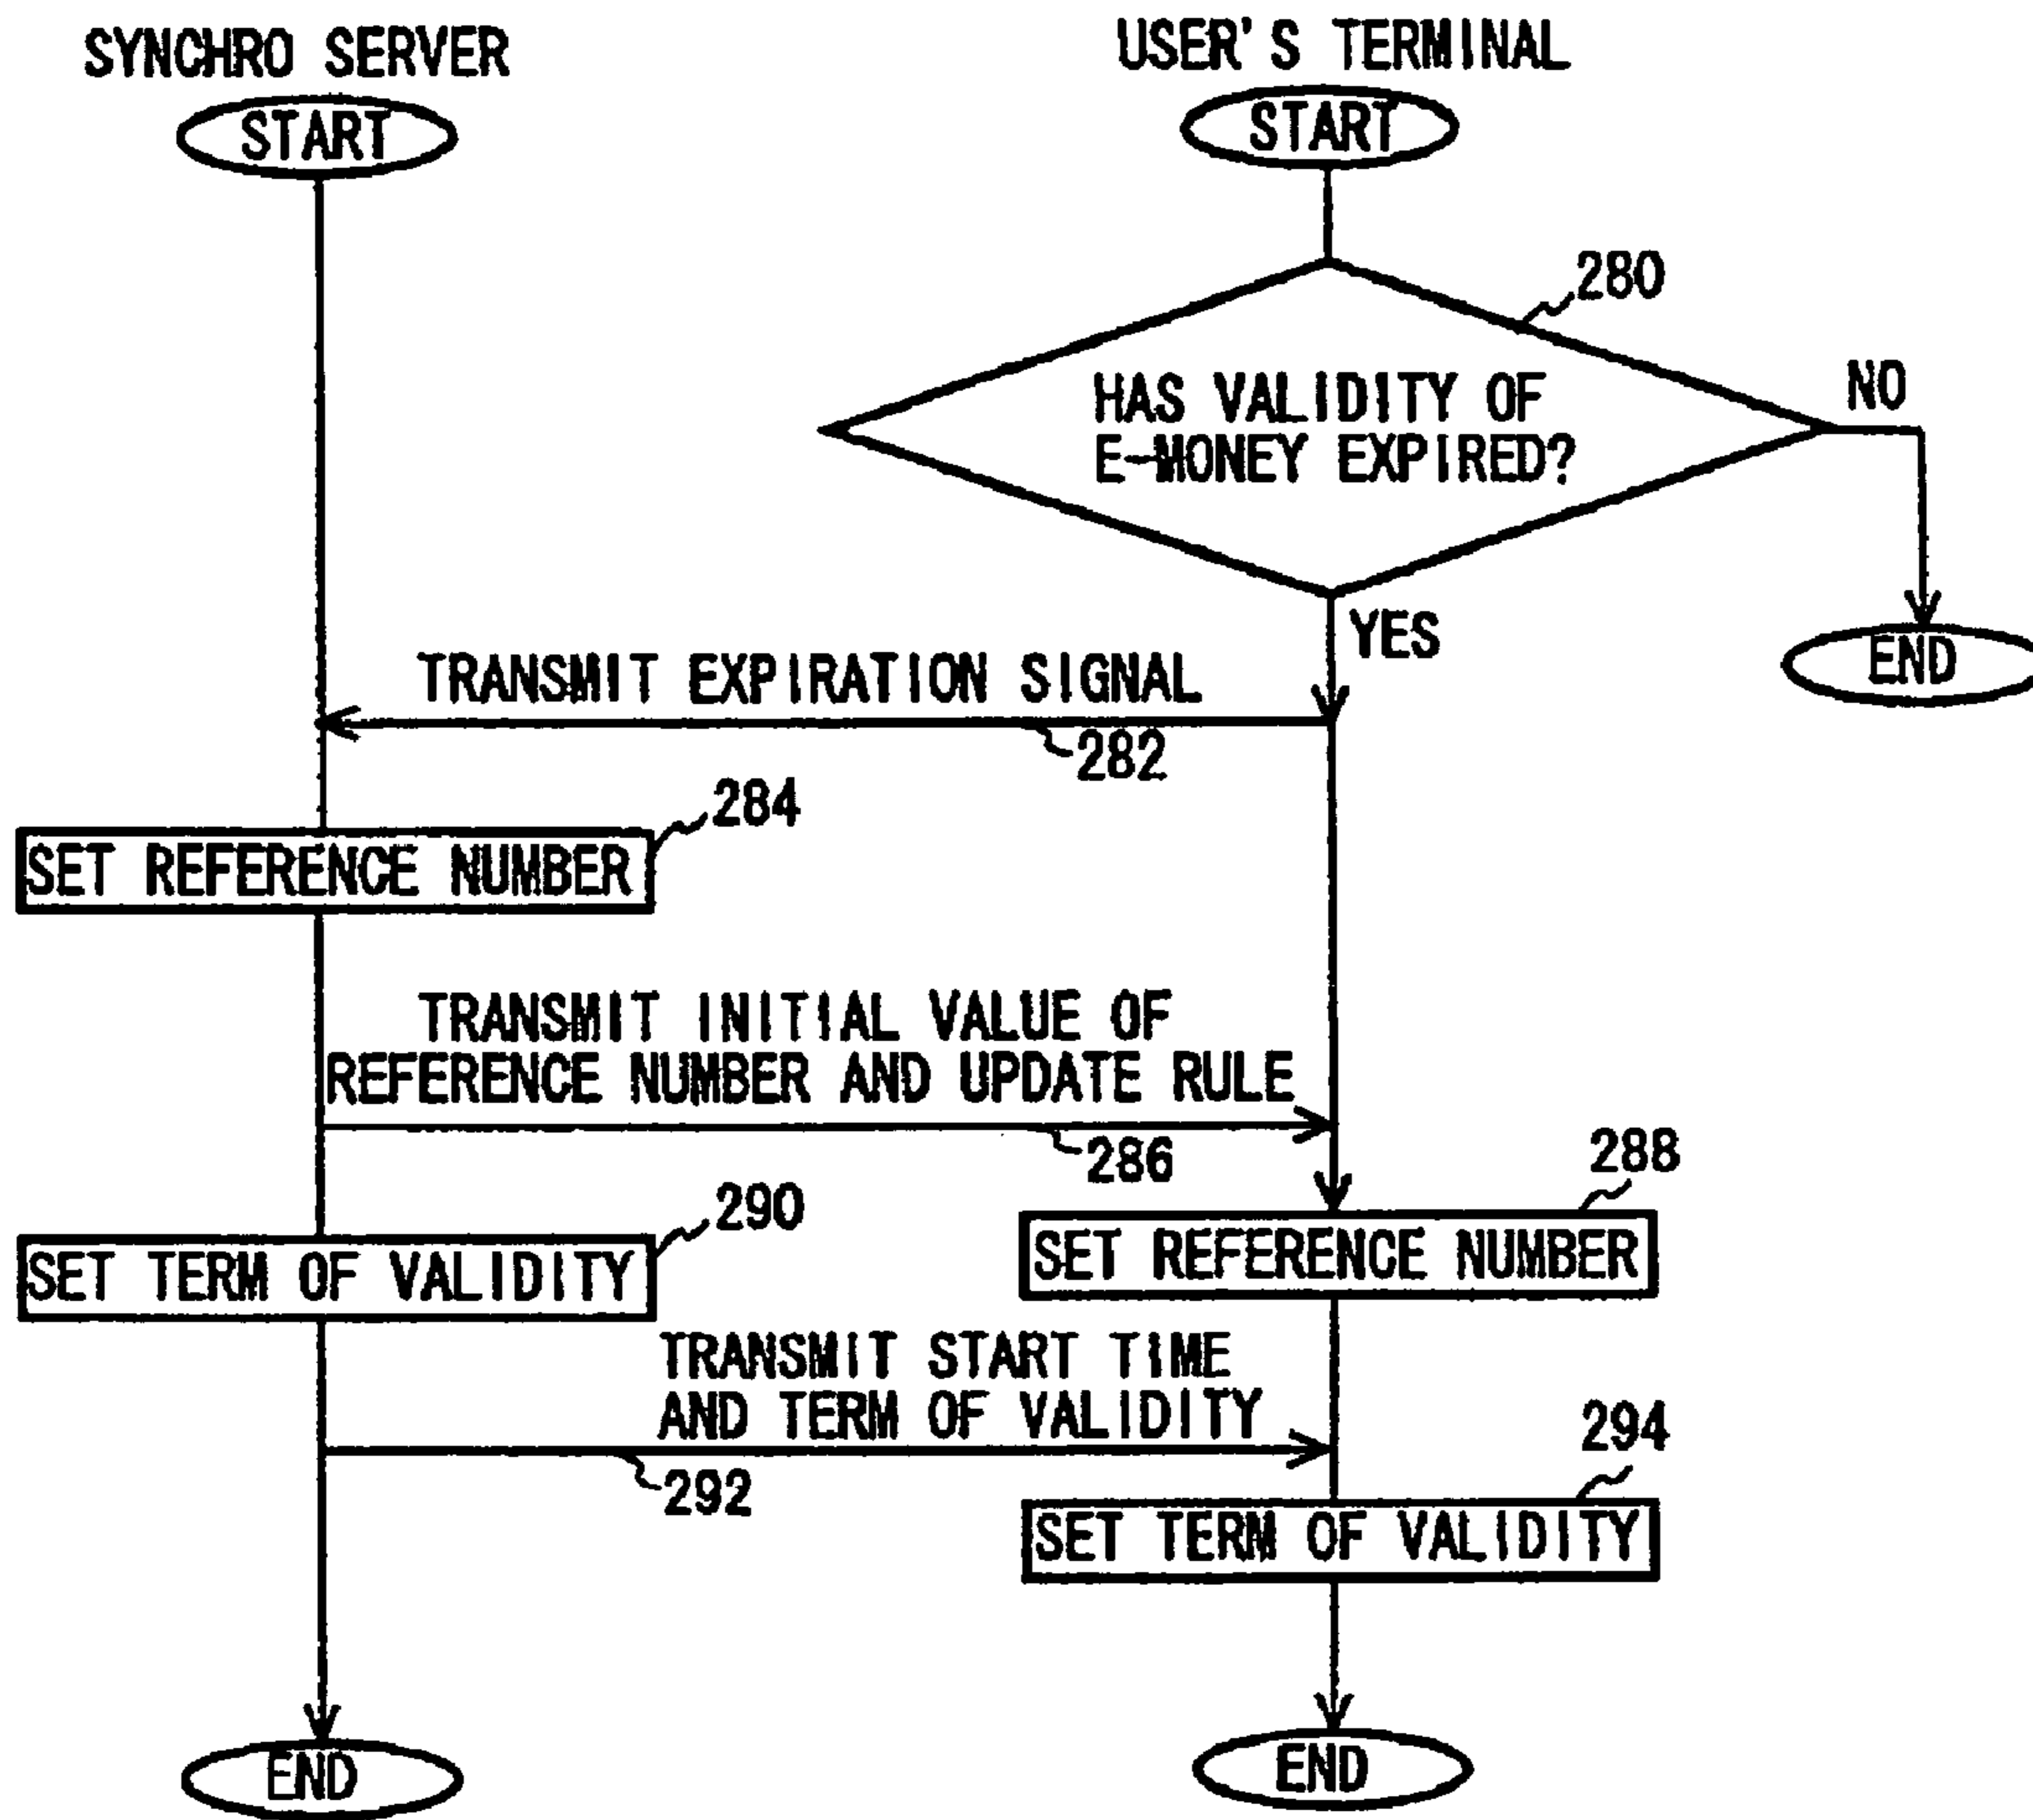 SYNCHRO SERVER
USER'S TERMINAL
START
START
280
HAS VALIDITY OF
E-MONEY EXPIRED?
NO
YES
END
TRANSMIT EXPIRATION SIGNAL
282
284
SET REFERENCE NUMBER
TRANSMIT INITIAL VALUE OF
REFERENCE NUMBER AND UPDATE RULE
286
288
290
SET TERM OF VALIDITY
SET REFERENCE NUMBER
TRANSMIT START TIME
AND TERM OF VALIDITY
292
294
SET TERM OF VALIDITY
END
END